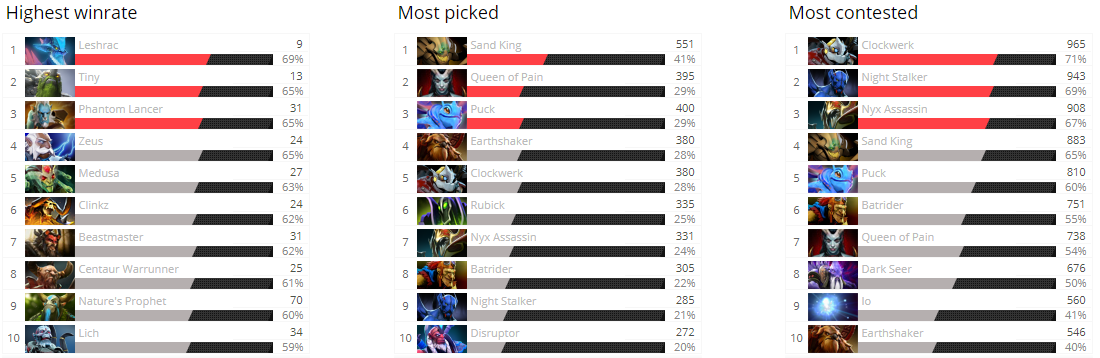 Highest winrate
1 Leshrac 9
69%
2 Tiny 13
65%
3 Phantom Lancer 31
65%
4 Zeus 24
65%
5 Medusa 27
63%
6 Clinkz 24
62%
7 Beastmaster 31
62%
8 Centaur Warrunner 25
61%
9 Nature's Prophet 70
60%
10 Lich 34
59%
Most picked
1 Sand King 551
41%
2 Queen of Pain 395
29%
3 Puck 400
29%
4 Earthshaker 380
28%
5 Clockwerk 380
28%
6 Rubick 335
25%
7 Nyx Assassin 331
24%
8 Batrider 305
22%
9 Night Stalker 285
21%
10 Disruptor 272
20%
Most contested
1 Clockwerk 965
71%
2 Night Stalker 943
69%
3 Nyx Assassin 908
67%
4 Sand King 883
65%
5 Puck 810
60%
6 Batrider 751
55%
7 Queen of Pain 738
54%
8 Dark Seer 676
50%
9 Io 560
41%
10 Earthshaker 546
40%